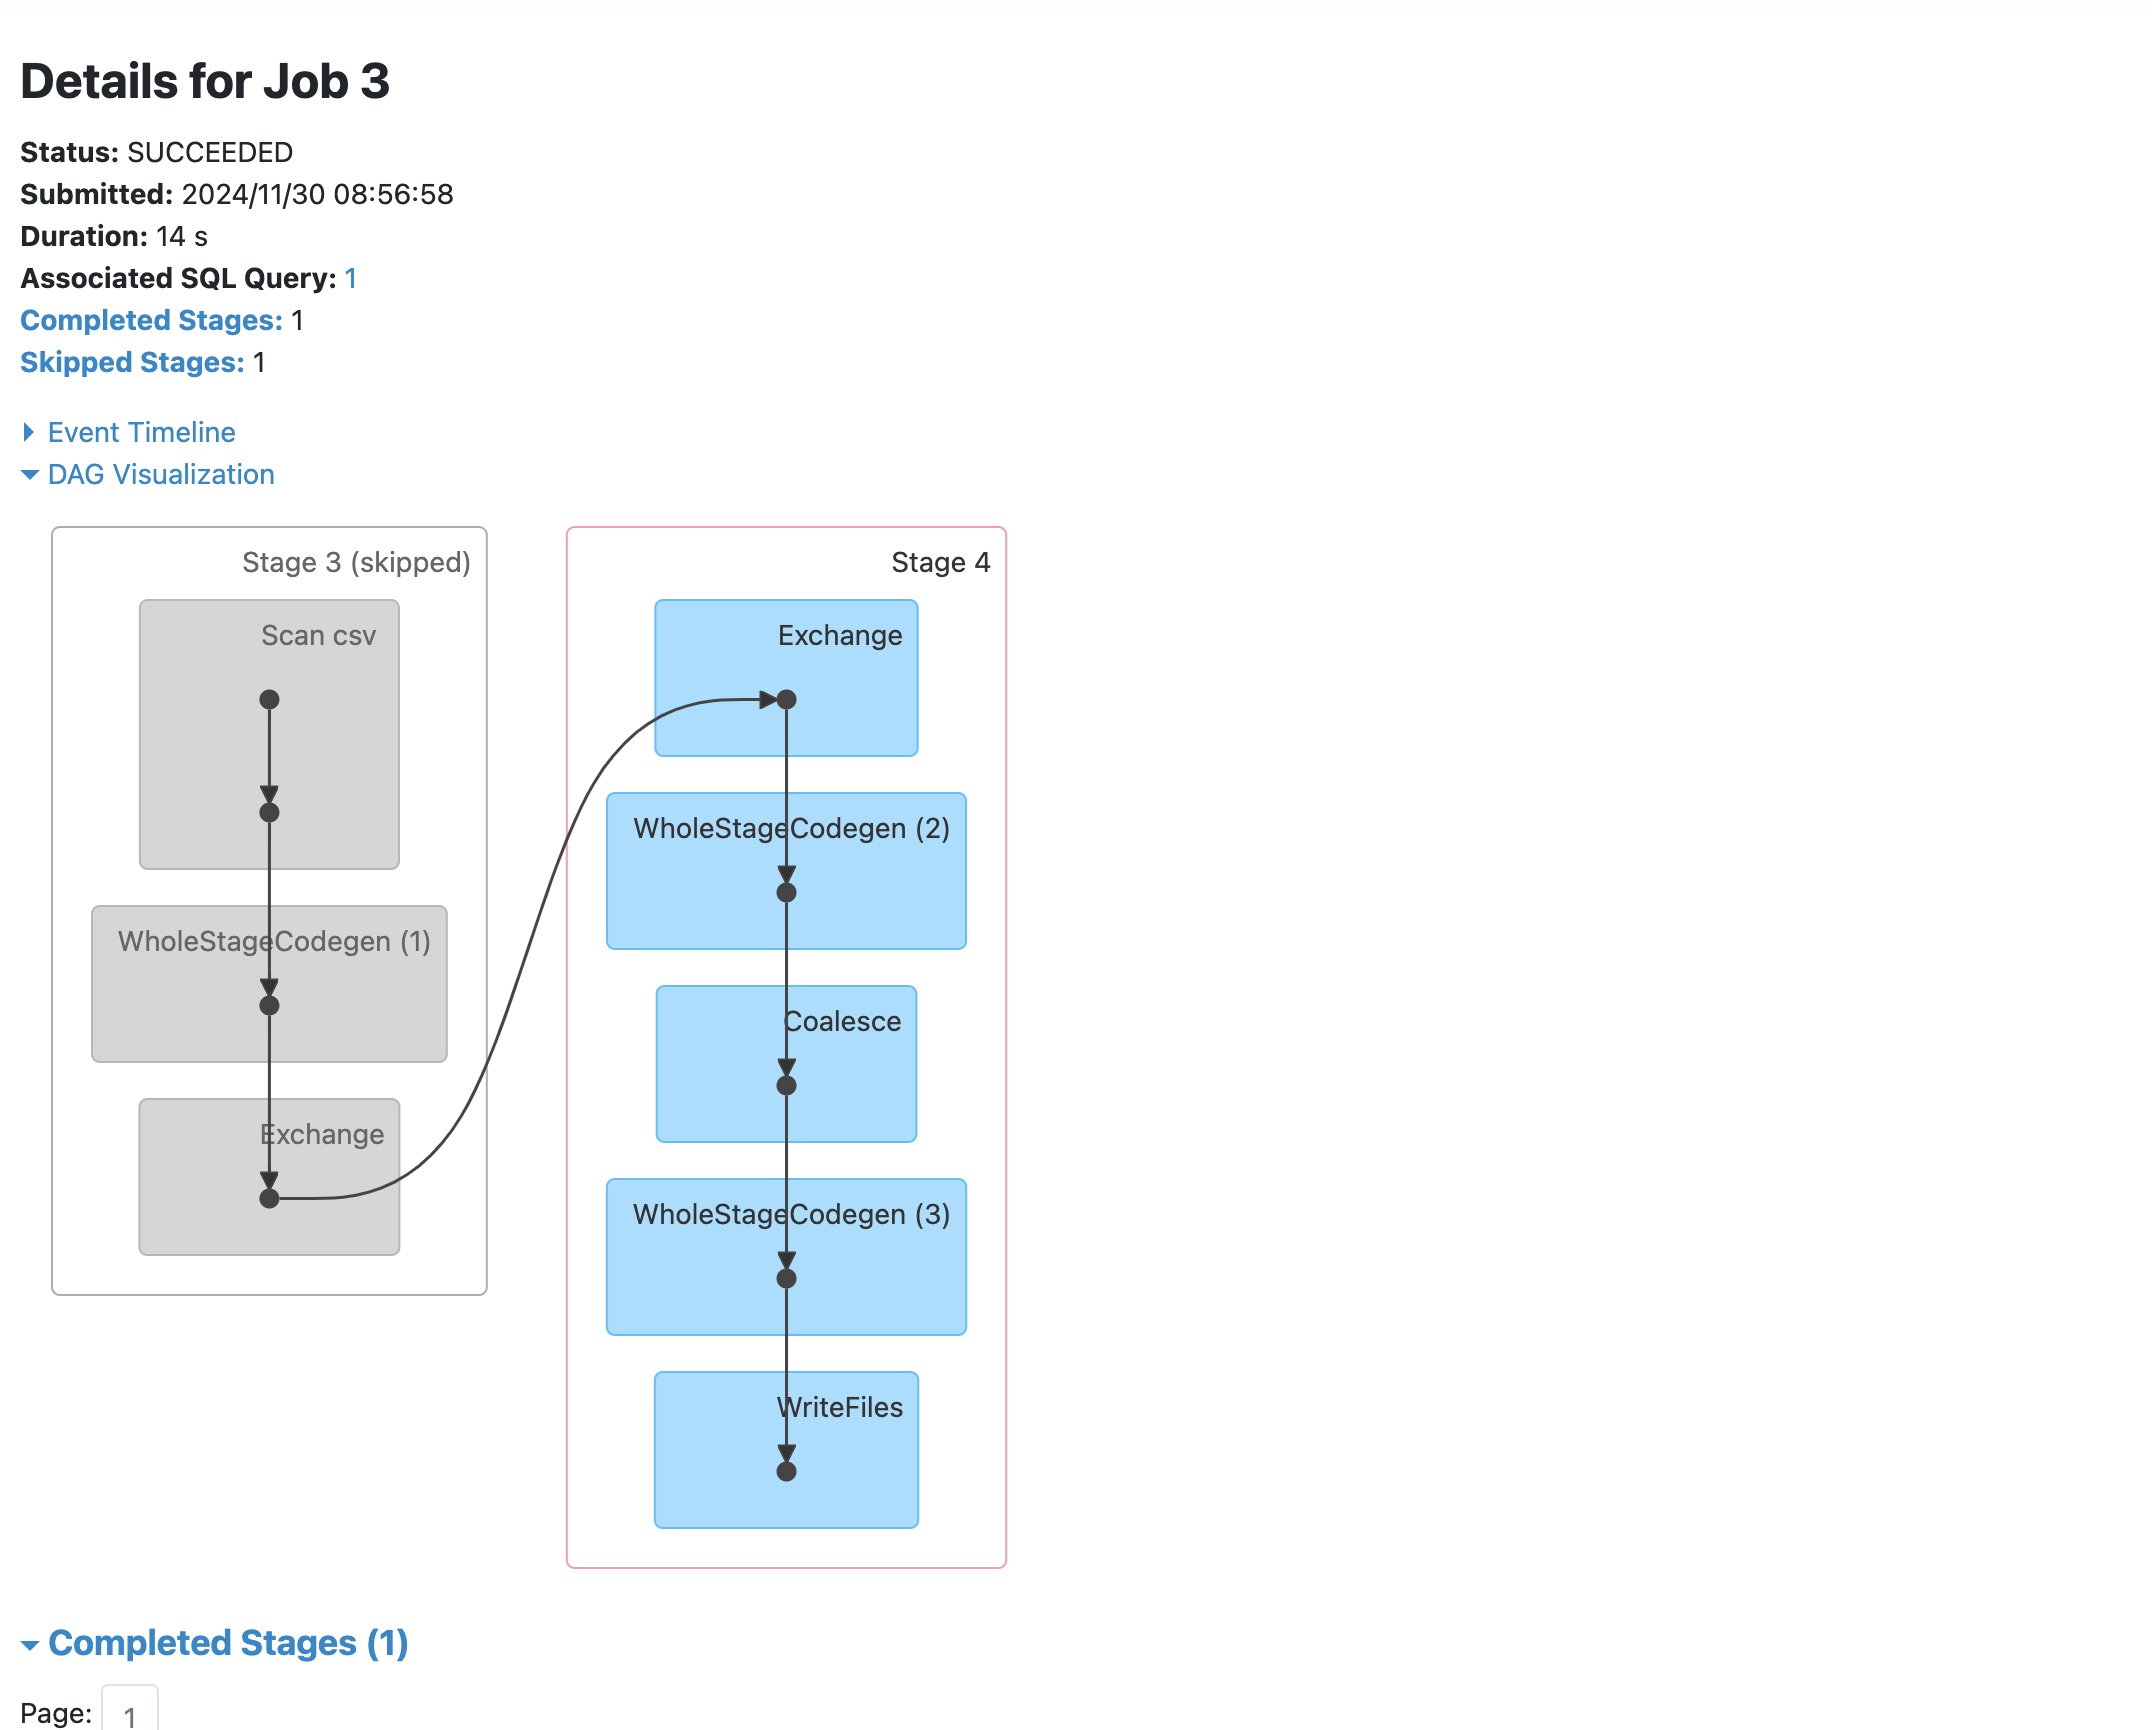 Details for Job 3
Status: SUCCEEDED
Submitted: 2024/11/30 08:56:58
Duration: 14 s
Associated SQL Query: 1
Completed Stages: 1
Skipped Stages: 1
Event Timeline
DAG Visualization
Stage 3 (skipped)
Scan csv
WholeStageCodegen (1)
Exchange
Stage 4
Exchange
WholeStageCodegen (2)
Coalesce
WholeStageCodegen (3)
WriteFiles
Completed Stages (1)
Page: 1